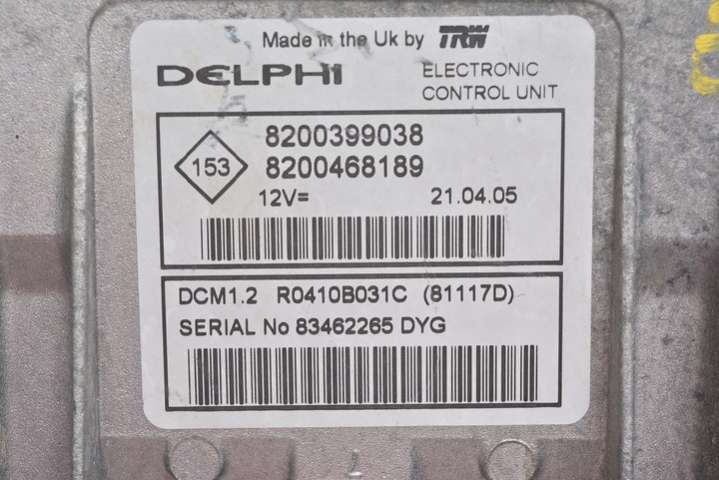 Made in the Uk by TRW
DELPHI ELECTRONIC
CONTROL UNIT
153
8200399038
8200468189
12V= 21.04.05
DCM1.2 R0410B031C (81117D)
SERIAL No 83462265 DYG